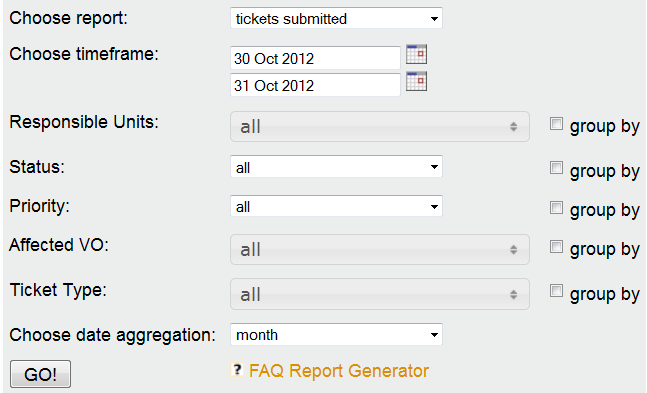 Choose report: tickets submitted
Choose timeframe: 30 Oct 2012
31 Oct 2012
Responsible Units: all group by
Status: all group by
Priority: all group by
Affected VO: all group by
Ticket Type: all group by
Choose date aggregation: month
GO! ? FAQ Report Generator